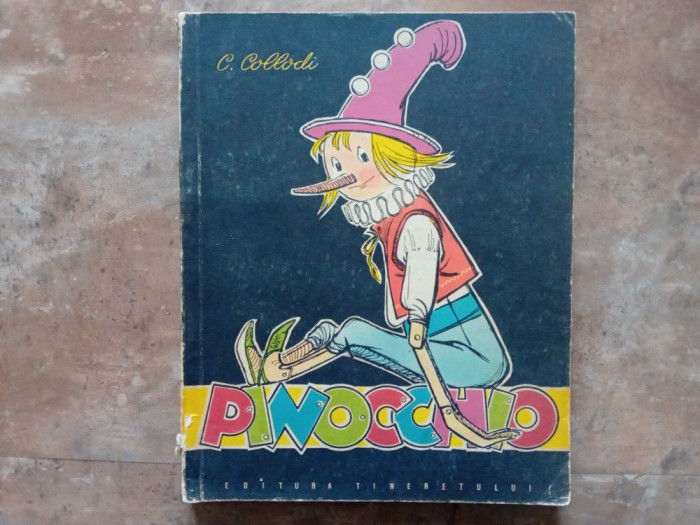 C. Collodi
PINOCCHIO
EDITURA TINERETULUI